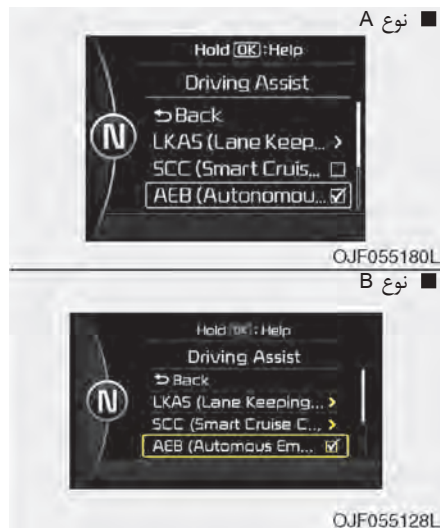 ■ نوع A
Hold OK :Help
Driving Assist
⮌ Back
N
LKAS (Lane Keep... >
SCC (Smart Cruis... ☐
AEB (Autonomou... ☑
OJF055180L
■ نوع B
Hold OK : Help
Driving Assist
⮌ Back
N
LKAS (Lane Keeping... >
SCC (Smart Cruise C... >
AEB (Automous Em... ☑
OJF055128L